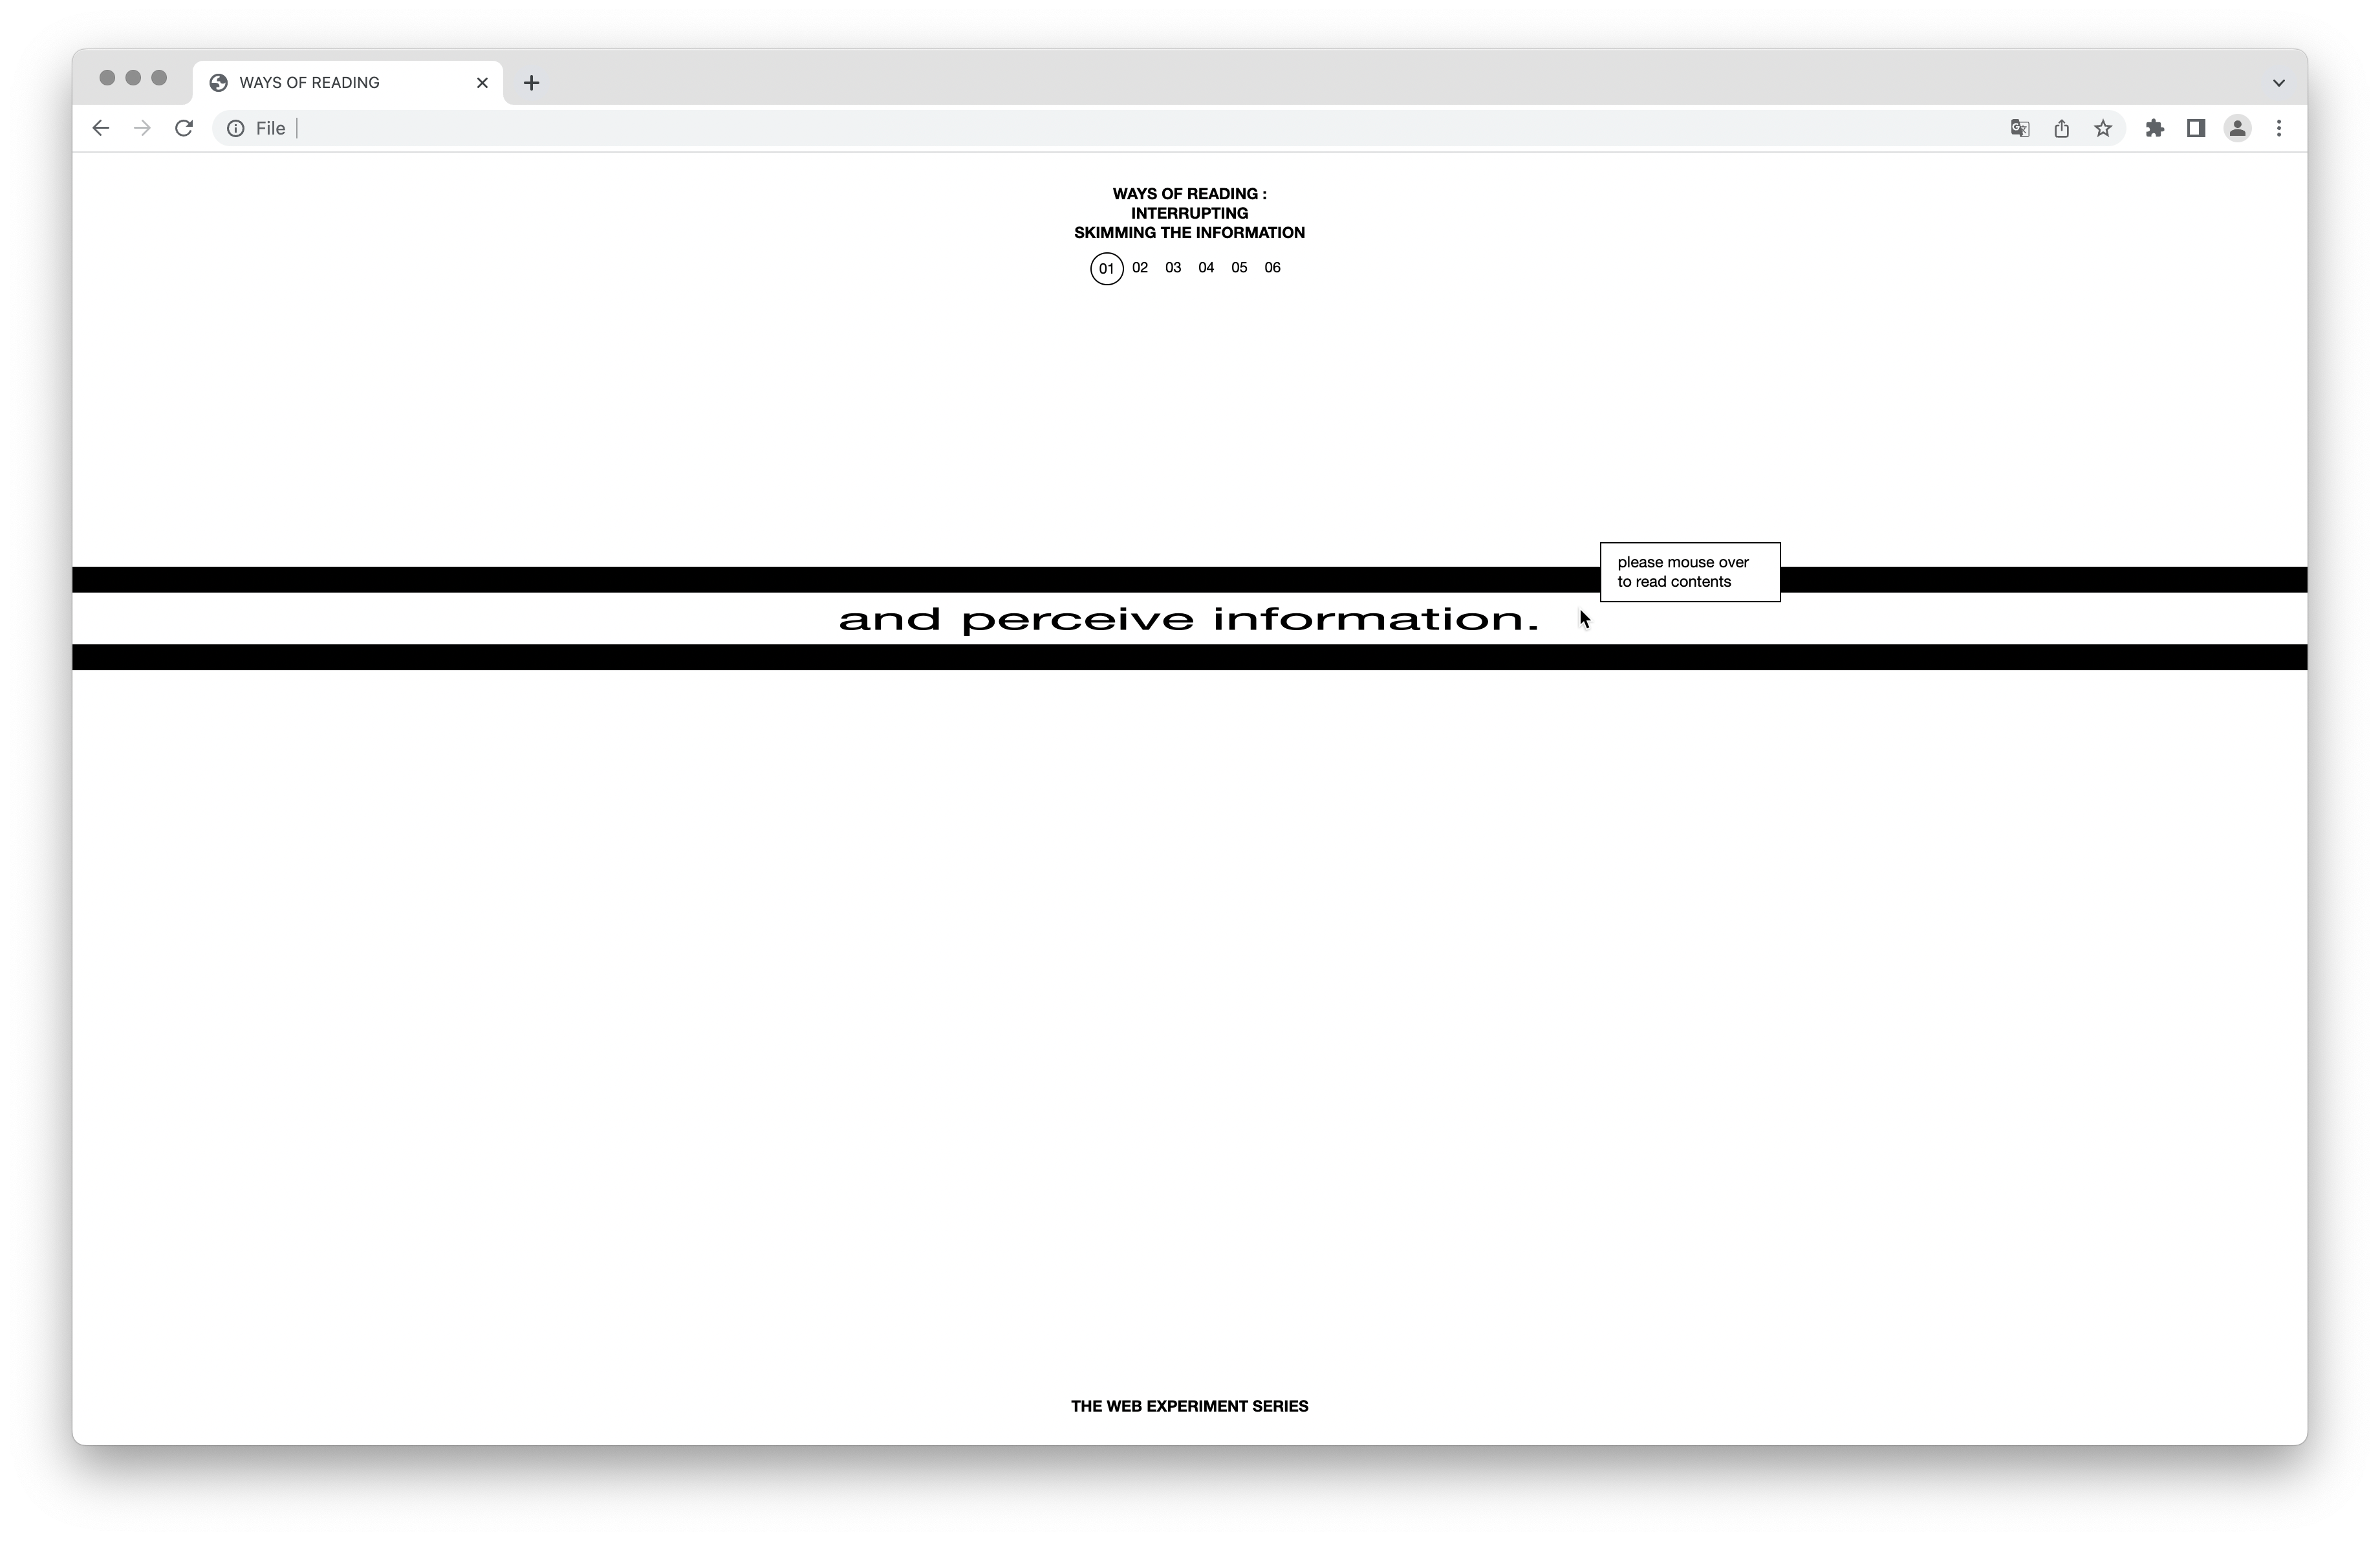 WAYS OF READING
File
WAYS OF READING :
INTERRUPTING
SKIMMING THE INFORMATION
01 02 03 04 05 06
please mouse over
to read contents
and perceive information.
THE WEB EXPERIMENT SERIES